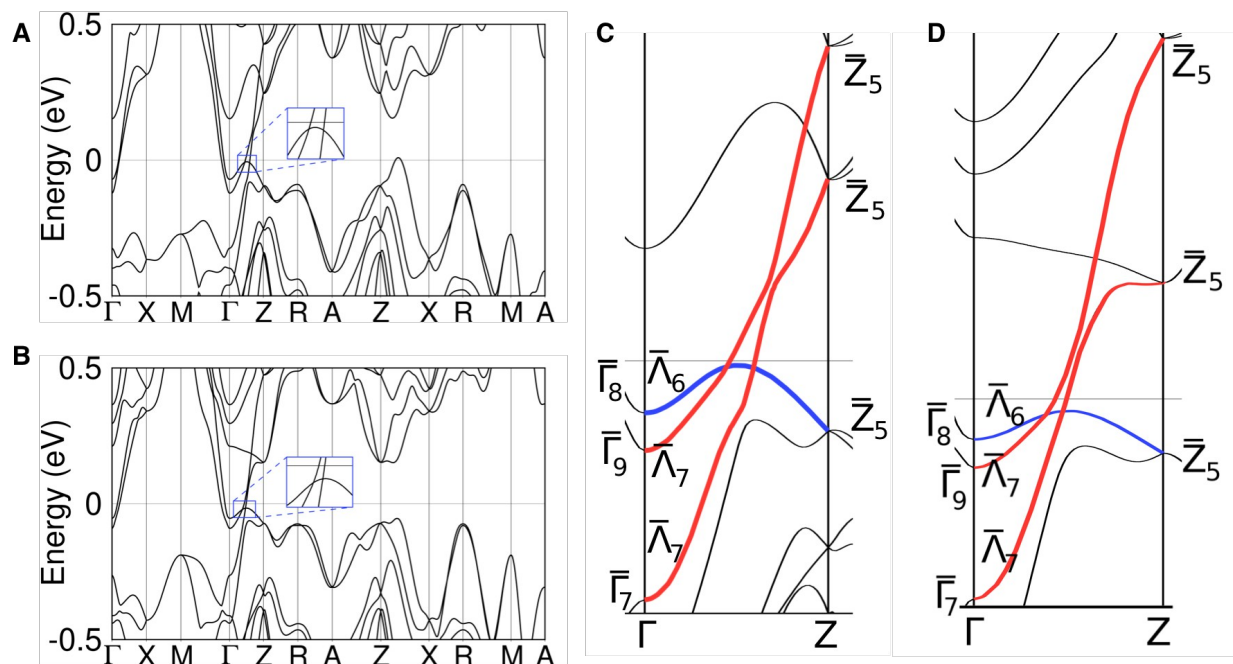 A
0.5
0
-0.5
Energy (eV)
Γ X M Γ Z R A Z X R M A
B
0.5
0
-0.5
Energy (eV)
Γ X M Γ Z R A Z X R M A
C
Z̅₅
Z̅₅
Γ̅₈ Λ̅₆
Z̅₅
Γ̅₉ Λ̅₇
Λ̅₇
Γ̅₇
Γ Z
D
Z̅₅
Z̅₅
Γ̅₈ Λ̅₆
Z̅₅
Γ̅₉ Λ̅₇
Λ̅₇
Γ̅₇
Γ Z